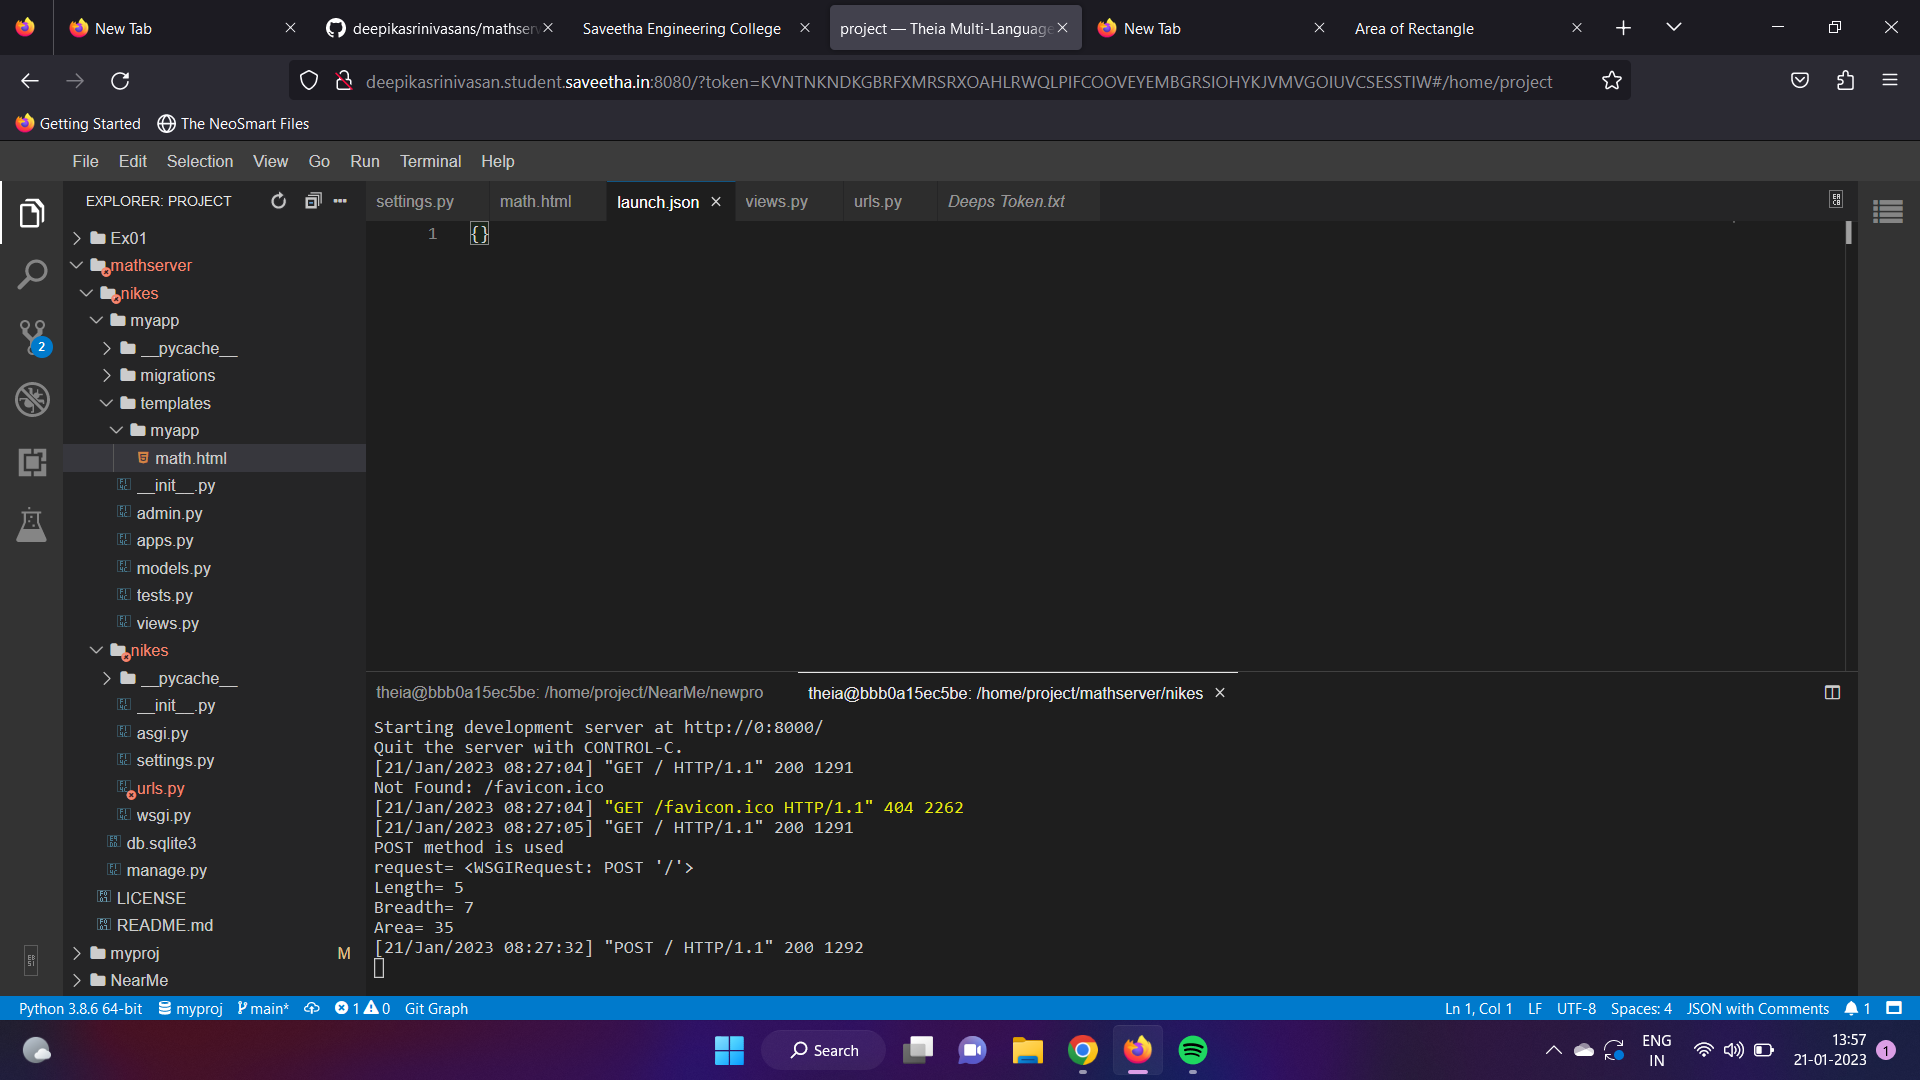 New Tab
deepikasrinivasans/mathserv
Saveetha Engineering College
project — Theia Multi-Language
New Tab
Area of Rectangle
deepikasrinivasan.student.saveetha.in:8080/?token=KVNTNKNDKGBRFXMRSRXOAHLRWQLPIFCOOVEYEMBGRSIOHYKJVMVGOIUVCSESSTIW#/home/project
Getting Started
The NeoSmart Files
File Edit Selection View Go Run Terminal Help
EXPLORER: PROJECT
settings.py
math.html
launch.json
views.py
urls.py
Deeps Token.txt
1 {}
Ex01
mathserver
nikes
myapp
__pycache__
migrations
templates
myapp
math.html
__init__.py
admin.py
apps.py
models.py
tests.py
views.py
nikes
__pycache__
__init__.py
asgi.py
settings.py
urls.py
wsgi.py
db.sqlite3
manage.py
LICENSE
README.md
myproj M
NearMe
2
theia@bbb0a15ec5be: /home/project/NearMe/newpro
theia@bbb0a15ec5be: /home/project/mathserver/nikes
Starting development server at http://0:8000/
Quit the server with CONTROL-C.
[21/Jan/2023 08:27:04] "GET / HTTP/1.1" 200 1291
Not Found: /favicon.ico
[21/Jan/2023 08:27:04] "GET /favicon.ico HTTP/1.1" 404 2262
[21/Jan/2023 08:27:05] "GET / HTTP/1.1" 200 1291
POST method is used
request= <WSGIRequest: POST '/'>
Length= 5
Breadth= 7
Area= 35
[21/Jan/2023 08:27:32] "POST / HTTP/1.1" 200 1292
Python 3.8.6 64-bit myproj main* 1 0 Git Graph
Ln 1, Col 1 LF UTF-8 Spaces: 4 JSON with Comments 1
Search
ENG
IN
13:57
21-01-2023
1